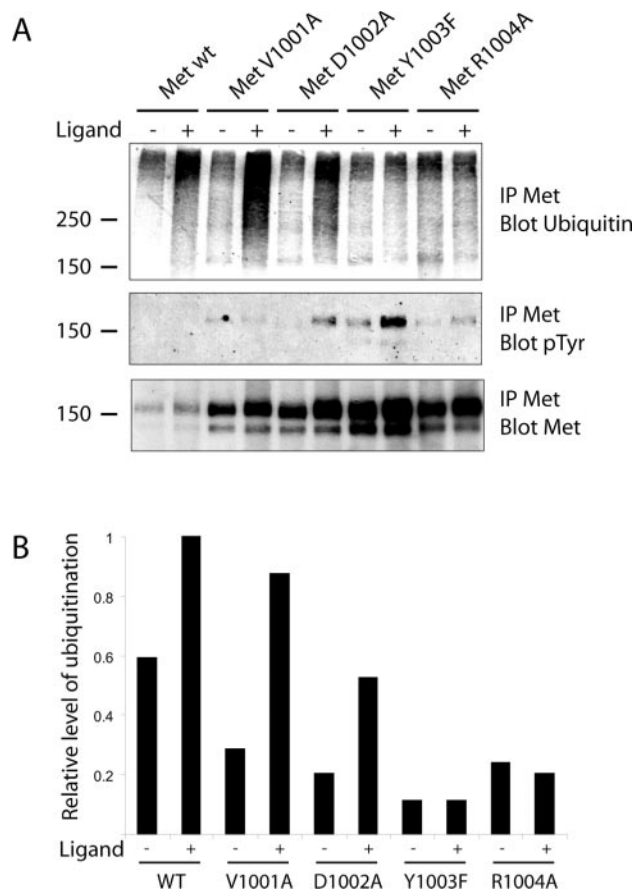 A
Met wt Met V1001A Met D1002A Met Y1003F Met R1004A
Ligand - + - + - + - + - +
250
150
IP Met
Blot Ubiquitin
150
IP Met
Blot pTyr
150
IP Met
Blot Met
B
Relative level of ubiquitination
1
0.8
0.6
0.4
0.2
Ligand - + - + - + - + - +
WT V1001A D1002A Y1003F R1004A